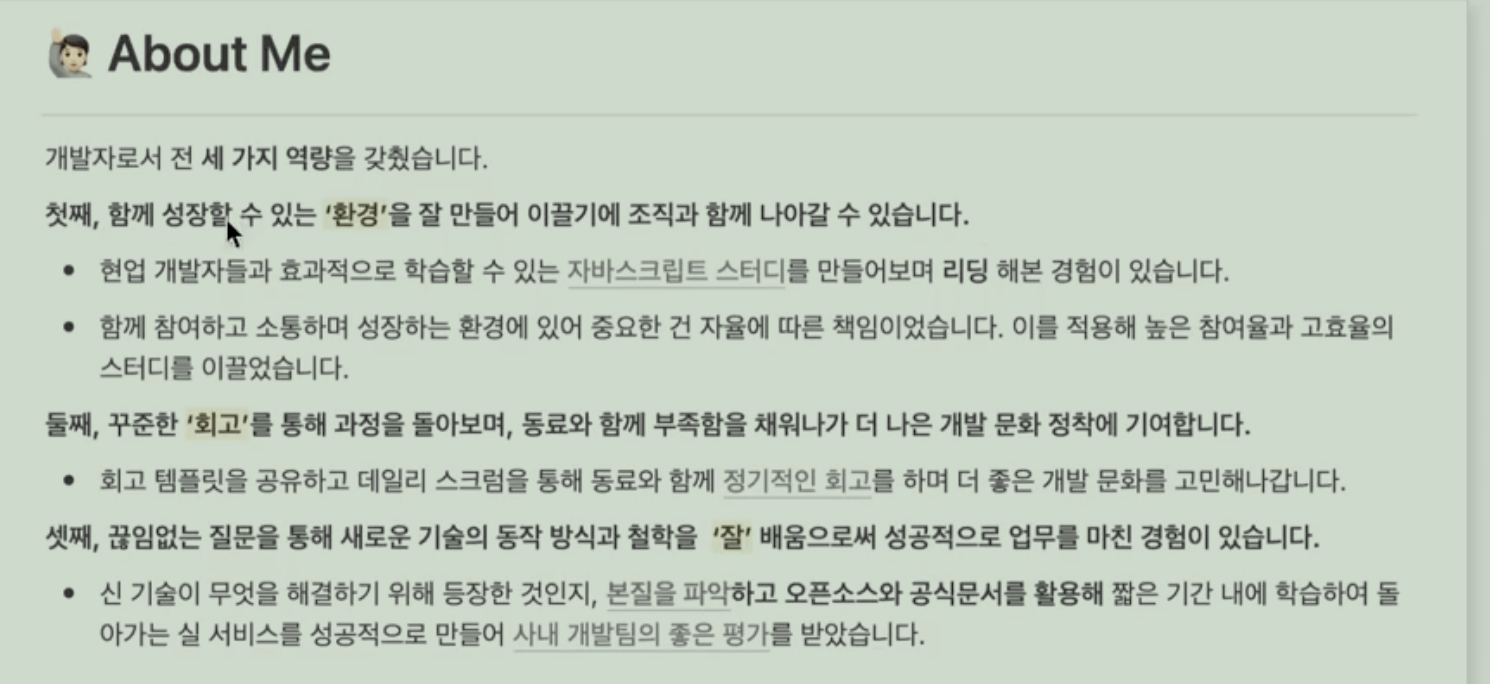 🙋🏻 About Me
개발자로서 전 세 가지 역량을 갖췄습니다.
첫째, 함께 성장할 수 있는 ‘환경’을 잘 만들어 이끌기에 조직과 함께 나아갈 수 있습니다.
• 현업 개발자들과 효과적으로 학습할 수 있는 자바스크립트 스터디를 만들어보며 리딩 해본 경험이 있습니다.
• 함께 참여하고 소통하며 성장하는 환경에 있어 중요한 건 자율에 따른 책임이었습니다. 이를 적용해 높은 참여율과 고효율의
스터디를 이끌었습니다.
둘째, 꾸준한 ‘회고’를 통해 과정을 돌아보며, 동료와 함께 부족함을 채워나가 더 나은 개발 문화 정착에 기여합니다.
• 회고 템플릿을 공유하고 데일리 스크럼을 통해 동료와 함께 정기적인 회고를 하며 더 좋은 개발 문화를 고민해나갑니다.
셋째, 끊임없는 질문을 통해 새로운 기술의 동작 방식과 철학을 ‘잘’ 배움으로써 성공적으로 업무를 마친 경험이 있습니다.
• 신 기술이 무엇을 해결하기 위해 등장한 것인지, 본질을 파악하고 오픈소스와 공식문서를 활용해 짧은 기간 내에 학습하여 돌
아가는 실 서비스를 성공적으로 만들어 사내 개발팀의 좋은 평가를 받았습니다.